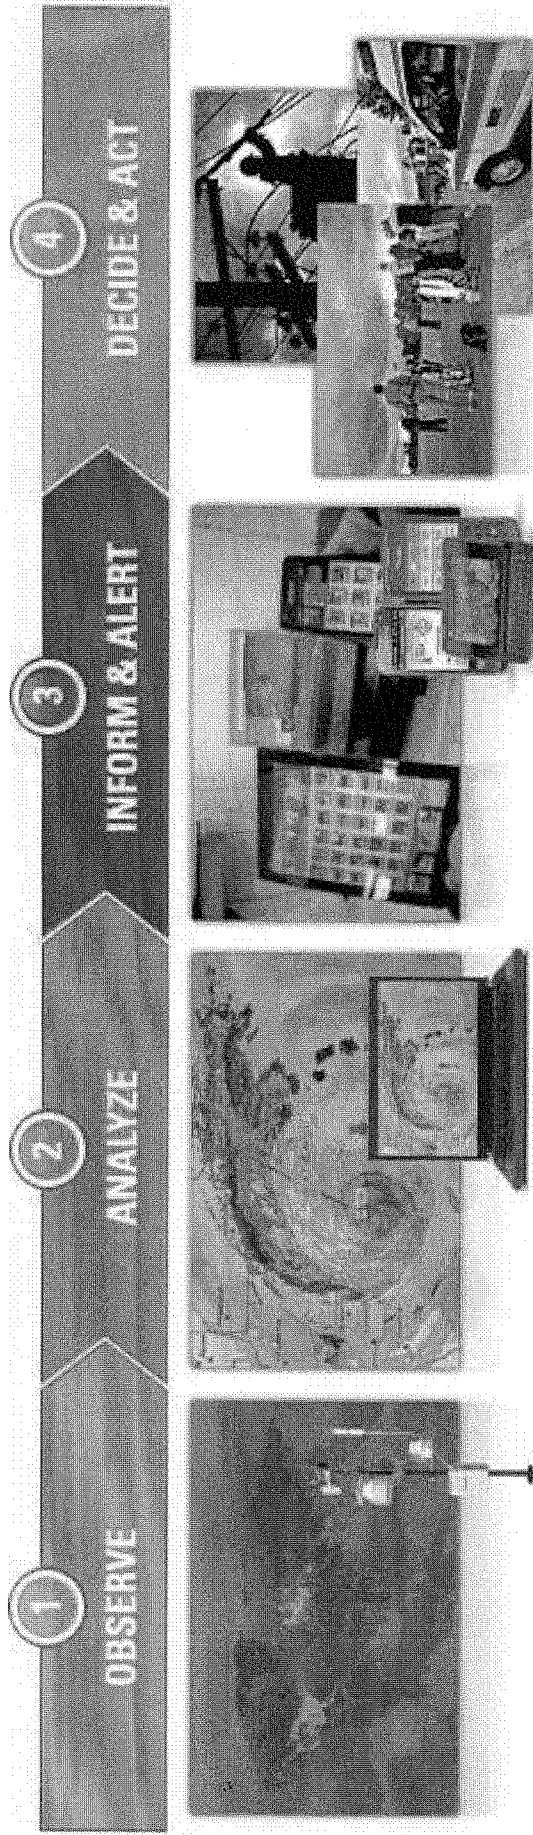 1
OBSERVE
2
ANALYZE
3
INFORM & ALERT
4
DECIDE & ACT